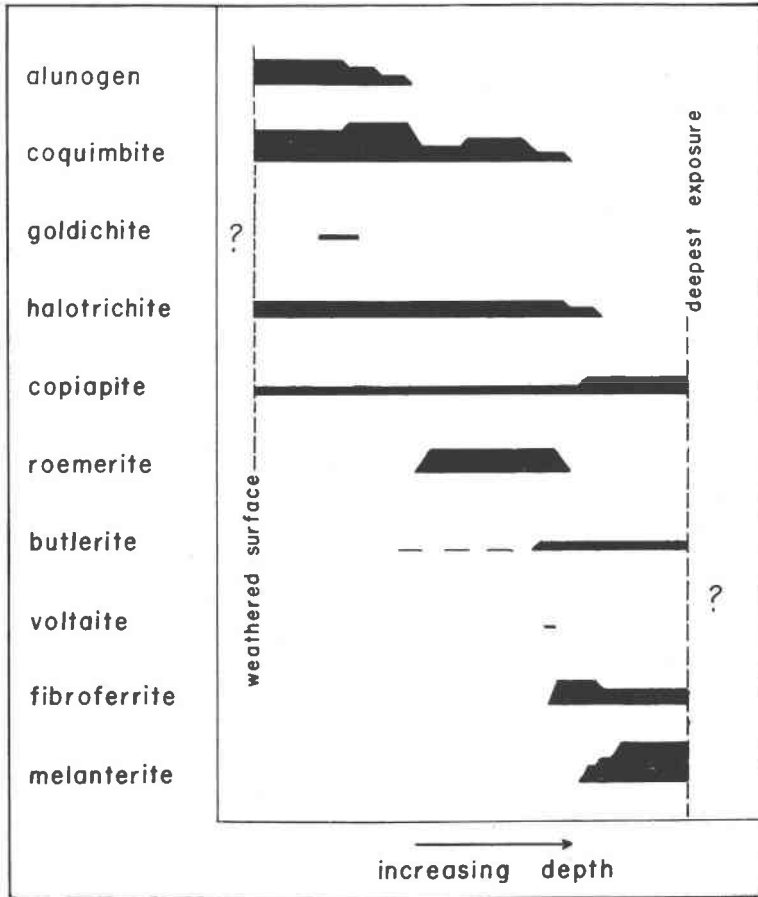 alunogen
coquimbite
goldichite
?
halotrichite
copiapite
roemerite
butlerite
voltaite
fibroferrite
melanterite
weathered surface
deepest exposure
?
increasing depth